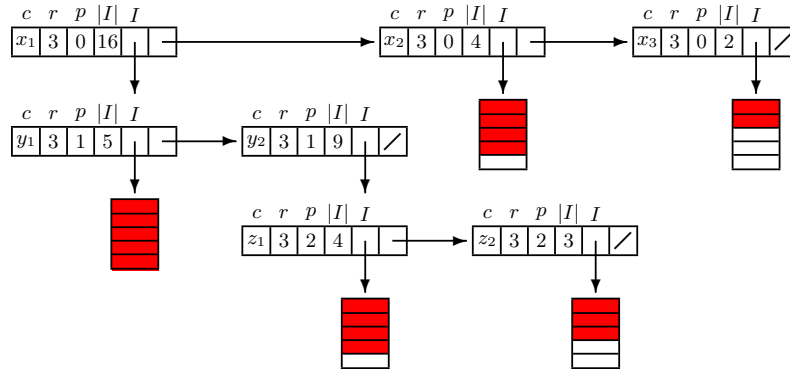 c r p |I| I c r p |I| I c r p |I| I
x₁ 3 0 16 x₂ 3 0 4 x₃ 3 0 2
c r p |I| I c r p |I| I
y₁ 3 1 5 y₂ 3 1 9
c r p |I| I c r p |I| I
z₁ 3 2 4 z₂ 3 2 3